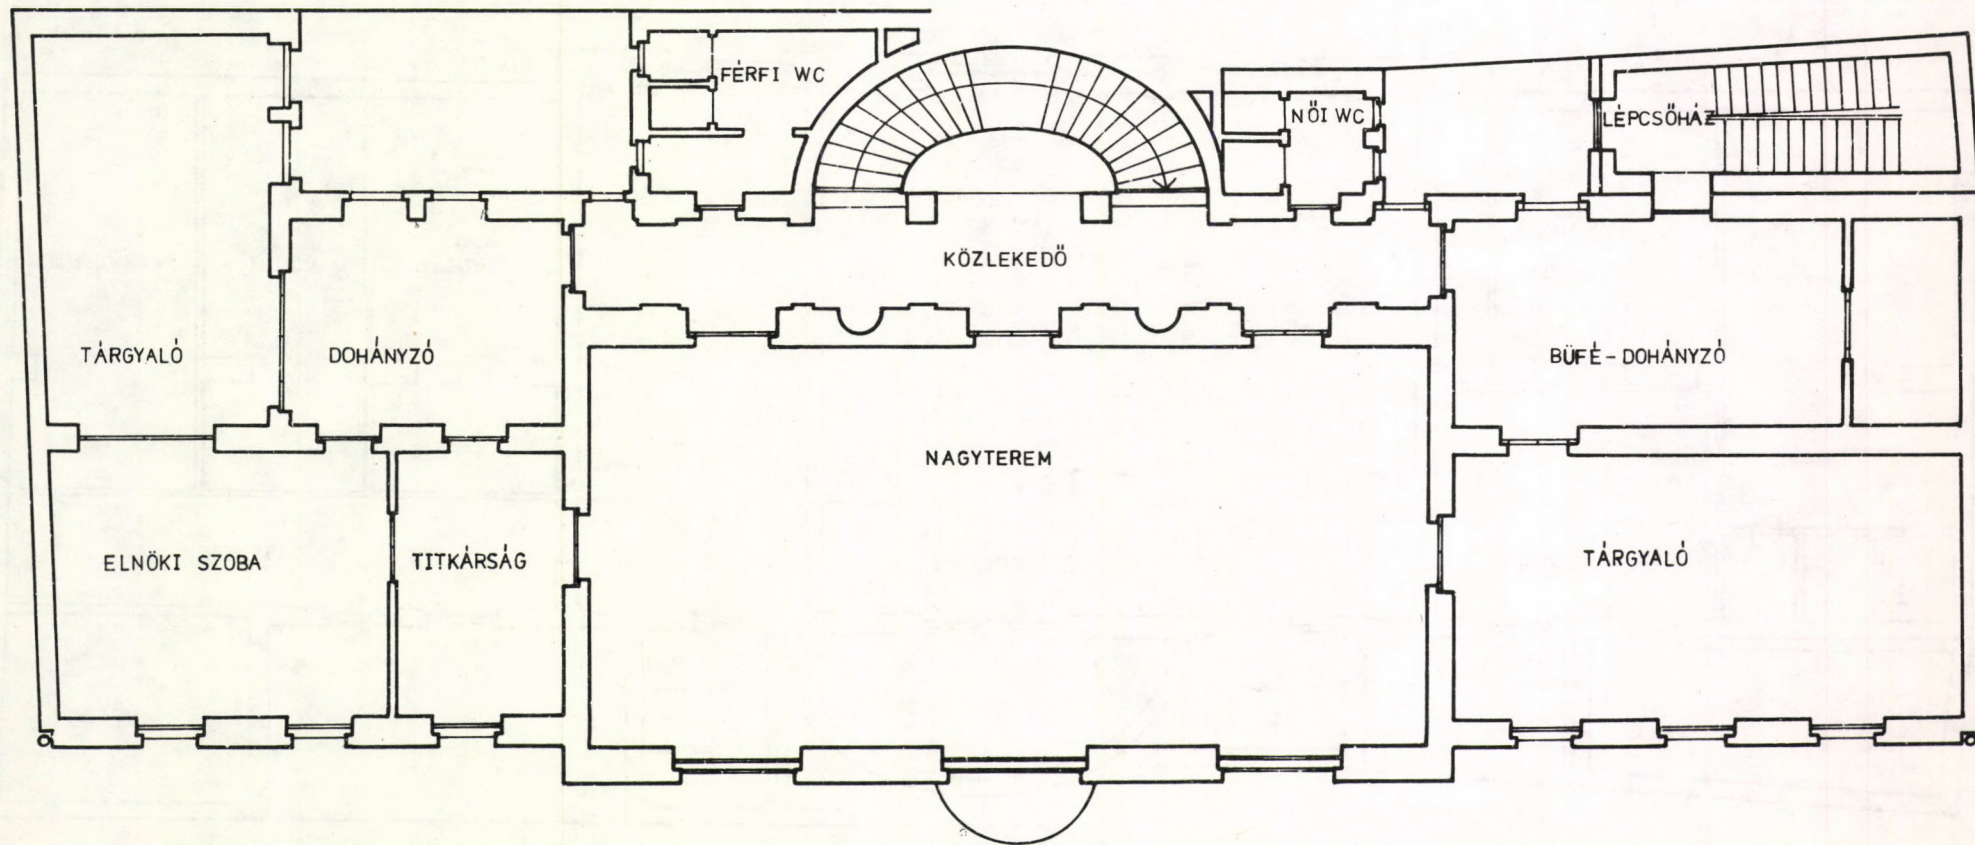 FÉRFI WC
NŐI WC
LÉPCSŐHÁZ
KÖZLEKEDŐ
TÁRGYALÓ
DOHÁNYZÓ
BÜFÉ-DOHÁNYZÓ
NAGYTEREM
ELNÖKI SZOBA
TITKÁRSÁG
TÁRGYALÓ